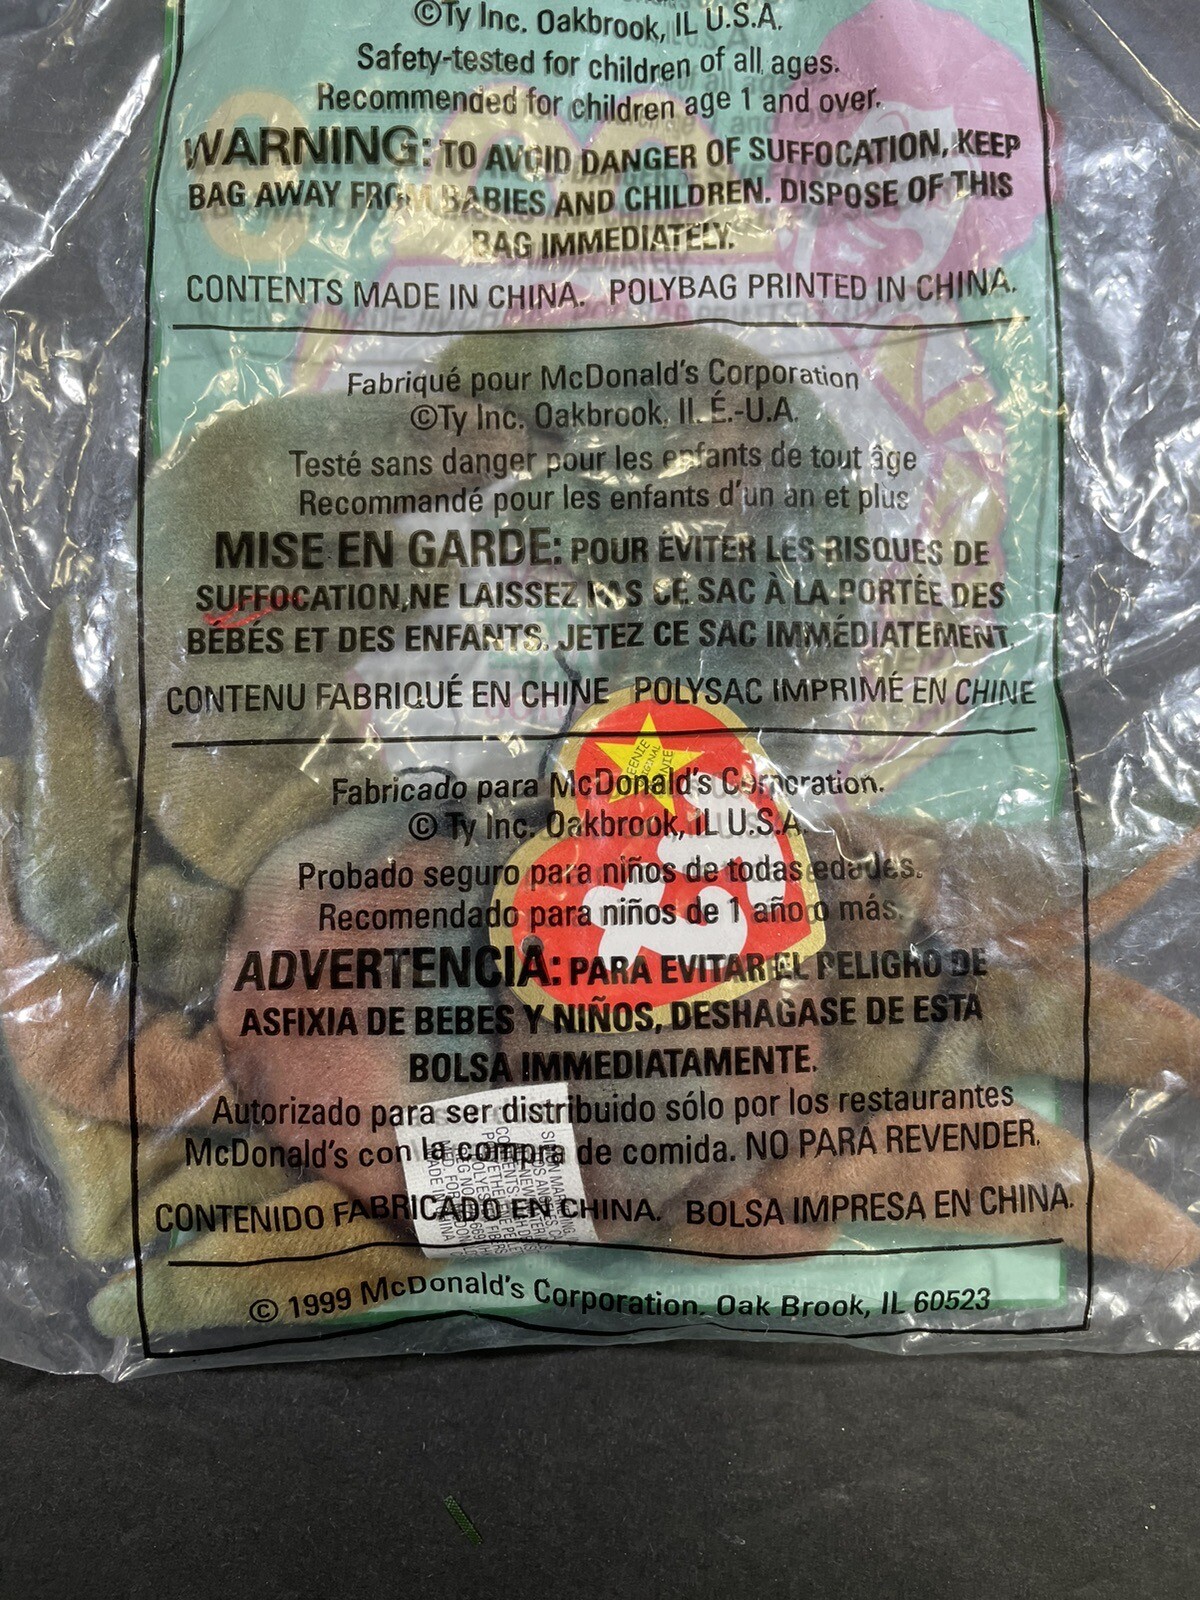 ©Ty Inc. Oakbrook, IL U.S.A.
Safety-tested for children of all ages.
Recommended for children age 1 and over.
WARNING: TO AVOID DANGER OF SUFFOCATION, KEEP
BAG AWAY FROM BABIES AND CHILDREN. DISPOSE OF THIS
BAG IMMEDIATELY.
CONTENTS MADE IN CHINA. POLYBAG PRINTED IN CHINA.
Fabriqué pour McDonald's Corporation
©Ty Inc. Oakbrook, IL É.-U.A.
Testé sans danger pour les enfants de tout âge
Recommandé pour les enfants d'un an et plus
MISE EN GARDE: POUR ÉVITER LES RISQUES DE
SUFFOCATION, NE LAISSEZ PAS CE SAC À LA PORTÉE DES
BÉBÉS ET DES ENFANTS. JETEZ CE SAC IMMÉDIATEMENT
CONTENU FABRIQUÉ EN CHINE POLYSAC IMPRIMÉ EN CHINE
Fabricado para McDonald's Corporation.
© Ty Inc. Oakbrook, IL U.S.A.
Probado seguro para niños de todas edades.
Recomendado para niños de 1 año o más.
ADVERTENCIA: PARA EVITAR EL PELIGRO DE
ASFIXIA DE BEBES Y NIÑOS, DESHAGASE DE ESTA
BOLSA IMMEDIATAMENTE.
Autorizado para ser distribuido sólo por los restaurantes
McDonald's con la compra de comida. NO PARA REVENDER.
CONTENIDO FABRICADO EN CHINA. BOLSA IMPRESA EN CHINA.
© 1999 McDonald's Corporation. Oak Brook, IL 60523
ty